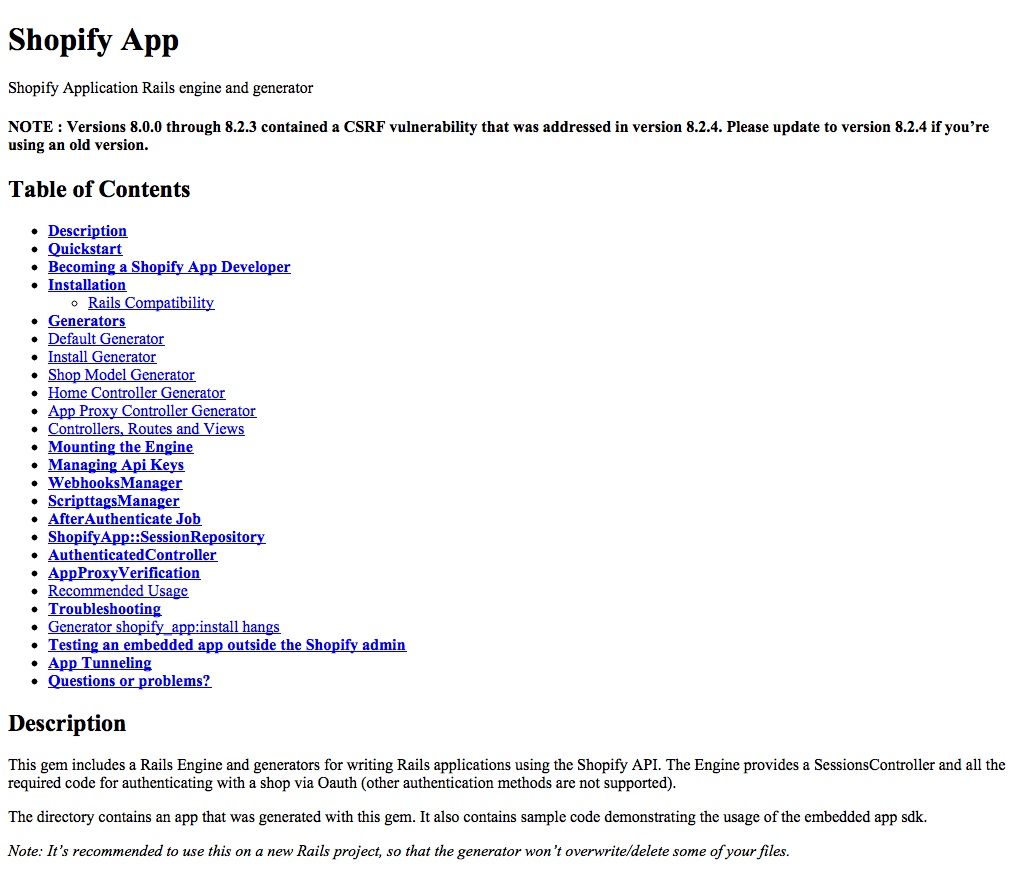 Shopify App
Shopify Application Rails engine and generator
NOTE : Versions 8.0.0 through 8.2.3 contained a CSRF vulnerability that was addressed in version 8.2.4. Please update to version 8.2.4 if you’re
using an old version.
Table of Contents
Description
Quickstart
Becoming a Shopify App Developer
Installation
Rails Compatibility
Generators
Default Generator
Install Generator
Shop Model Generator
Home Controller Generator
App Proxy Controller Generator
Controllers, Routes and Views
Mounting the Engine
Managing Api Keys
WebhooksManager
ScripttagsManager
AfterAuthenticate Job
ShopifyApp::SessionRepository
AuthenticatedController
AppProxyVerification
Recommended Usage
Troubleshooting
Generator shopify_app:install hangs
Testing an embedded app outside the Shopify admin
App Tunneling
Questions or problems?
Description
This gem includes a Rails Engine and generators for writing Rails applications using the Shopify API. The Engine provides a SessionsController and all the
required code for authenticating with a shop via Oauth (other authentication methods are not supported).
The directory contains an app that was generated with this gem. It also contains sample code demonstrating the usage of the embedded app sdk.
Note: It’s recommended to use this on a new Rails project, so that the generator won’t overwrite/delete some of your files.